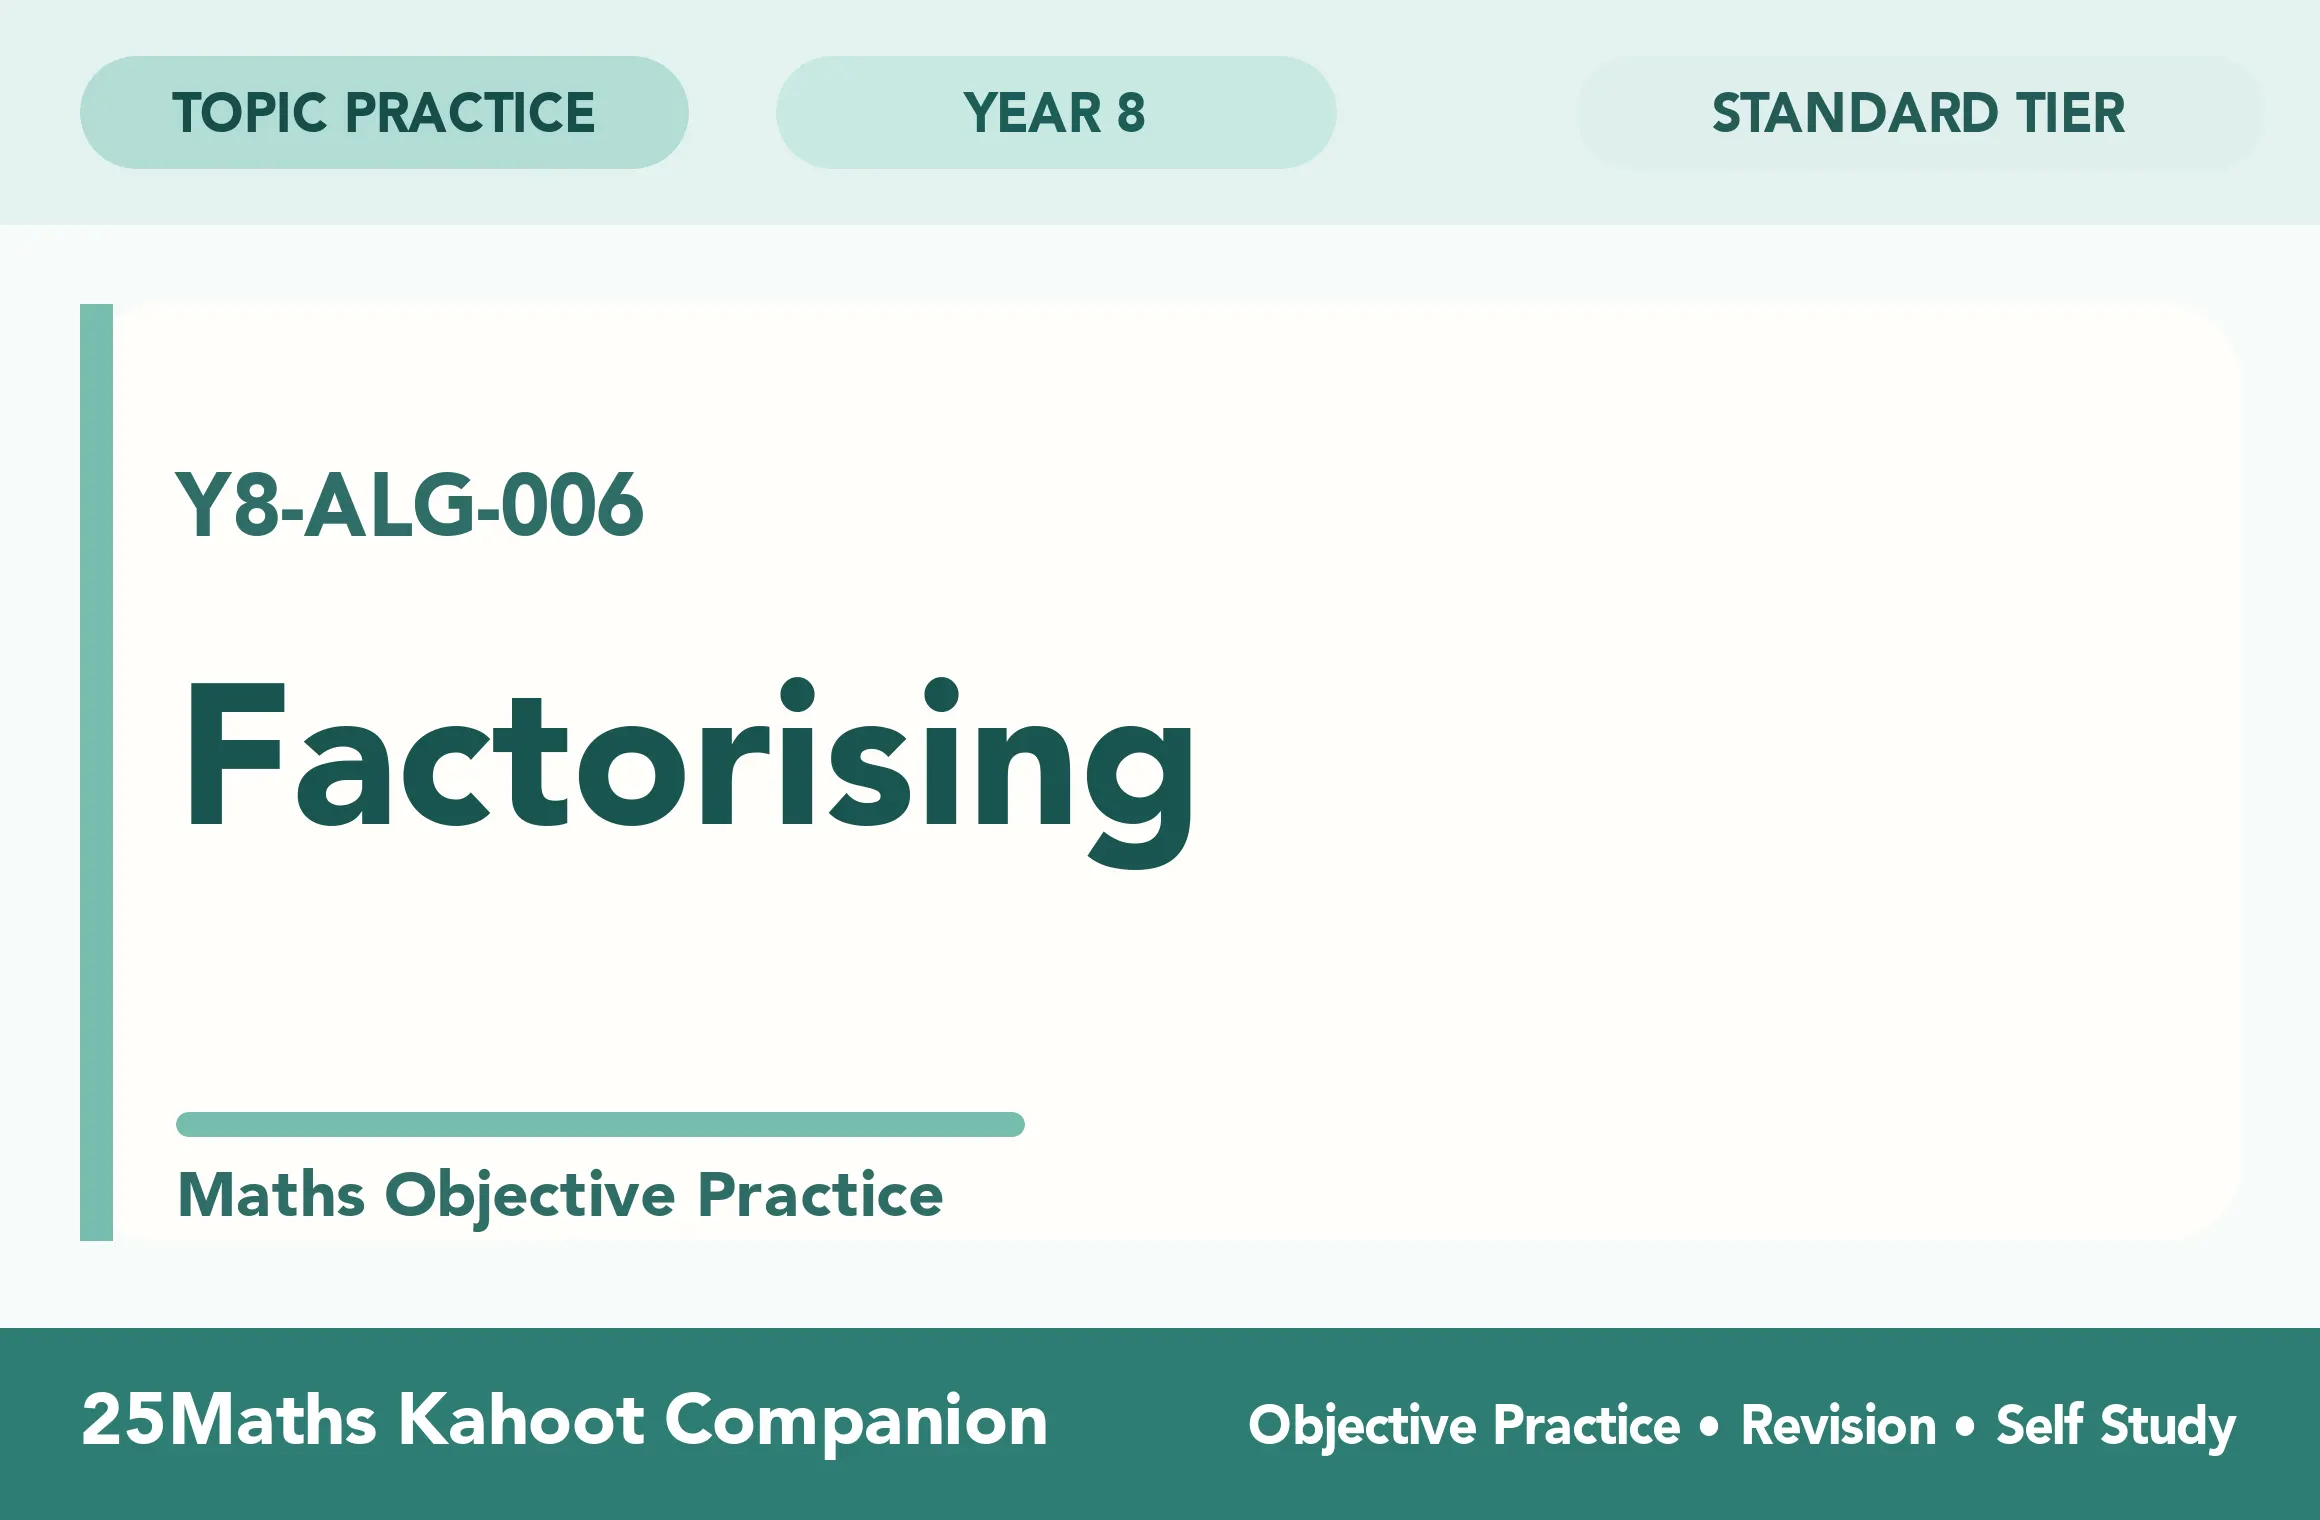 TOPIC PRACTICE
YEAR 8
STANDARD TIER
Y8-ALG-006
Factorising
Maths Objective Practice
25Maths Kahoot Companion
Objective Practice • Revision • Self Study